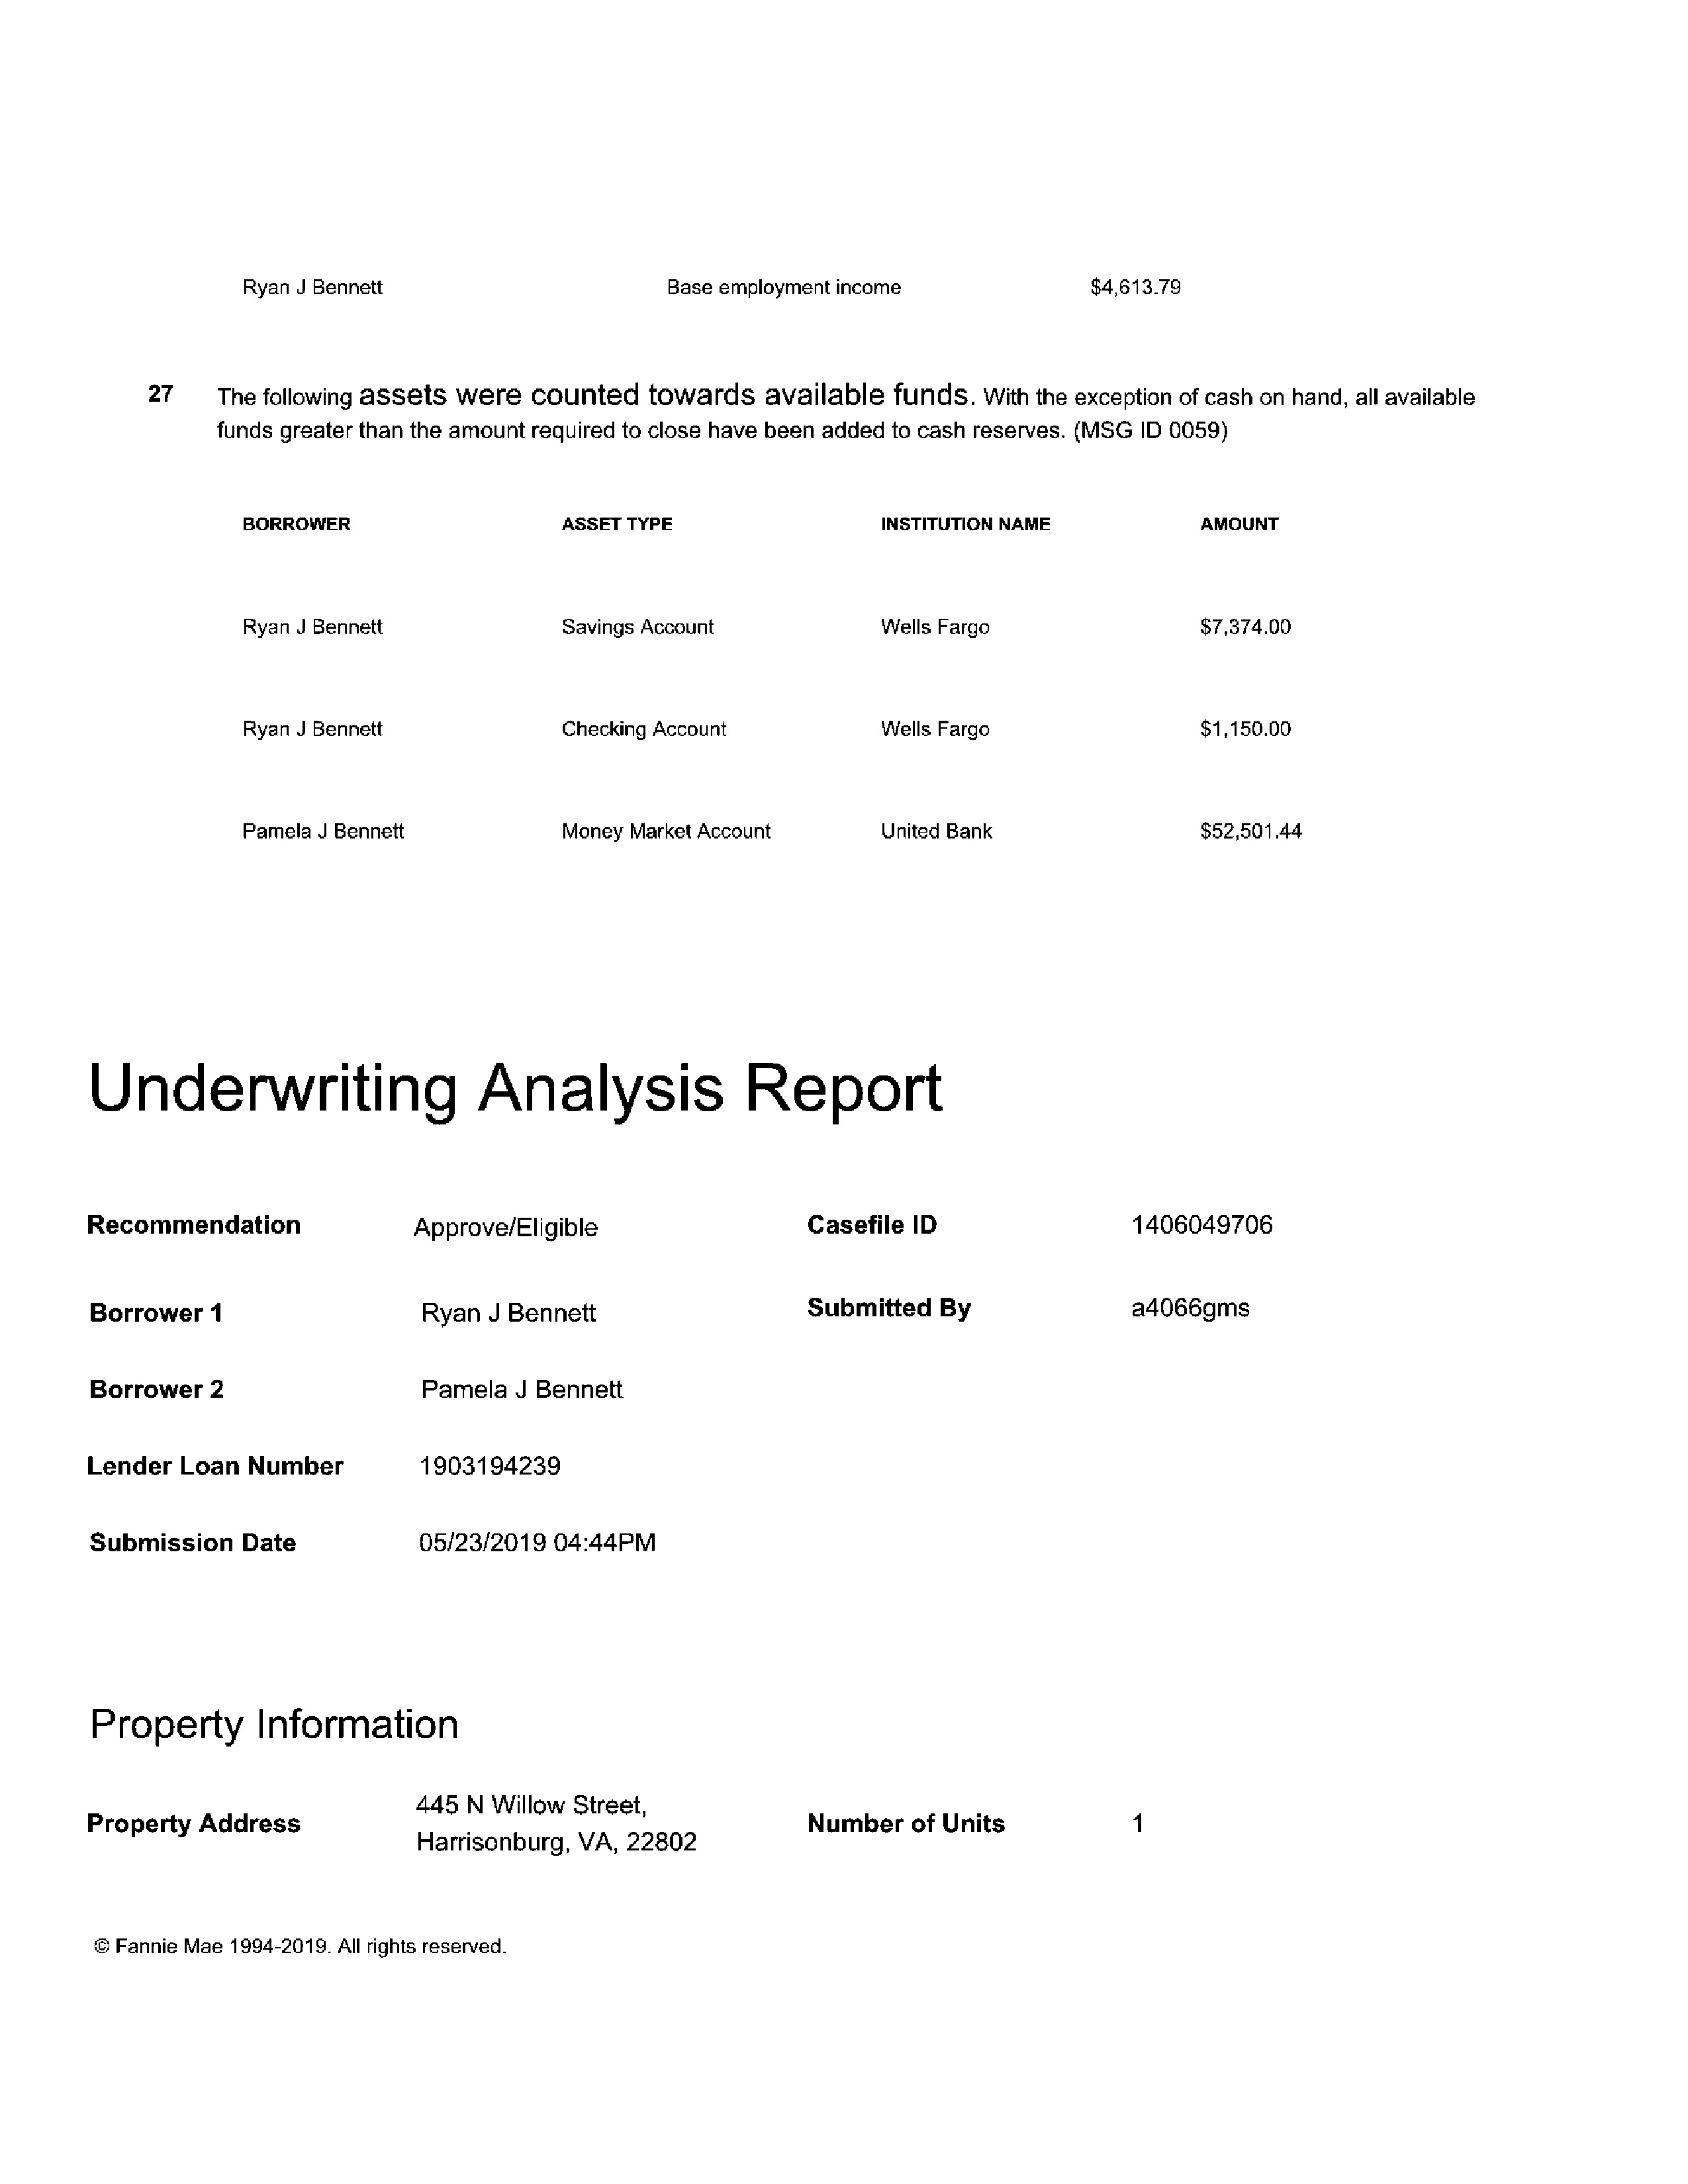 Ryan J Bennett Base employment income $4,613.79
27 The following assets were counted towards available funds. With the exception of cash on hand, all available
funds greater than the amount required to close have been added to cash reserves. (MSG ID 0059)
BORROWER ASSET TYPE INSTITUTION NAME AMOUNT
Ryan J Bennett Savings Account Wells Fargo $7,374.00
Ryan J Bennett Checking Account Wells Fargo $1,150.00
Pamela J Bennett Money Market Account United Bank $52,501.44
Underwriting Analysis Report
Recommendation Approve/Eligible Casefile ID 1406049706
Borrower 1 Ryan J Bennett Submitted By a4066gms
Borrower 2 Pamela J Bennett
Lender Loan Number 1903194239
Submission Date 05/23/2019 04:44PM
Property Information
Property Address 445 N Willow Street,
Harrisonburg, VA, 22802
Number of Units 1
© Fannie Mae 1994-2019. All rights reserved.